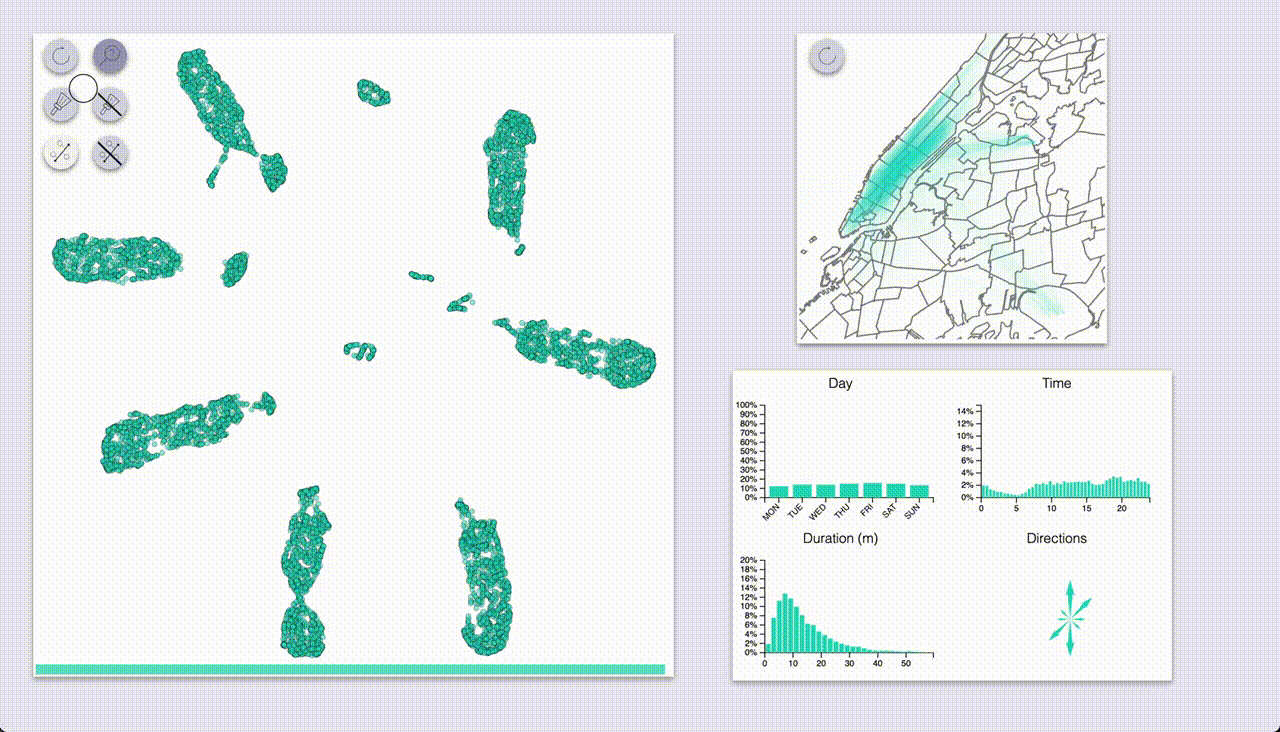 Day
100%
90%
80%
70%
60%
50%
40%
30%
20%
10%
0%
MON
TUE
WED
THU
FRI
SAT
SUN
Time
14%
12%
10%
8%
6%
4%
2%
0%
0 5 10 15 20
Duration (m)
20%
18%
16%
14%
12%
10%
8%
6%
4%
2%
0%
0 10 20 30 40 50
Directions